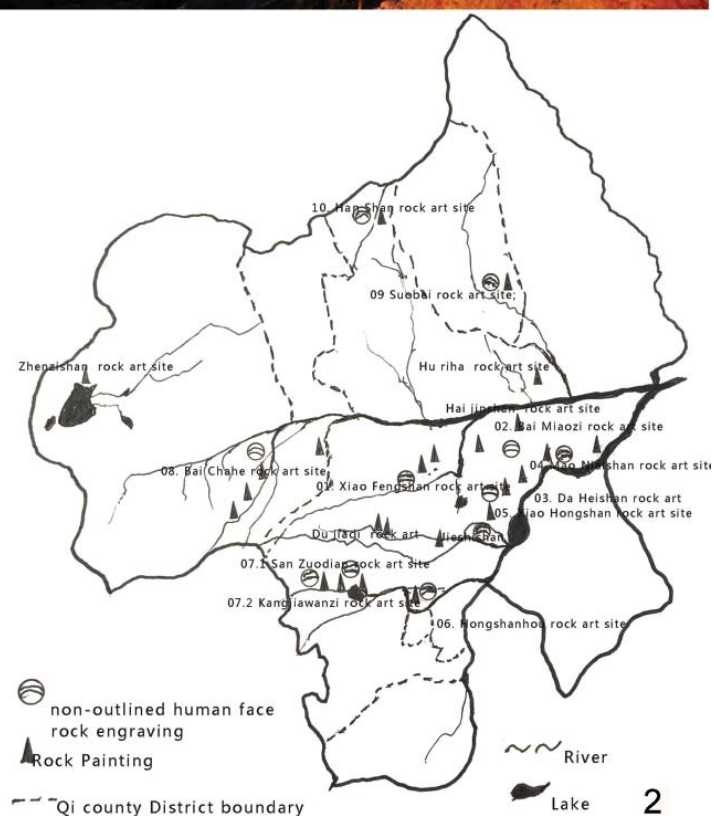 10. Han Shan rock art site
09 Suobei rock art site;
Zhenzishan rock art site
Hu riha rock art site
Hai jinshan rock art site
02. Bai Miaozi rock art site
08. Bai Chahe rock art site
04. Mao Niaishan rock art site
01. Xiao Fengshan rock art site
03. Da Heishan rock art
05. Xiao Hongshan rock art site
Du jiadi rock art
Jieshishan
07.1 San Zuodian rock art site
07.2 Kangjiawanzi rock art site
06. Hongshanhou rock art site
non-outlined human face
rock engraving
Rock Painting
Qi county District boundary
River
Lake
2